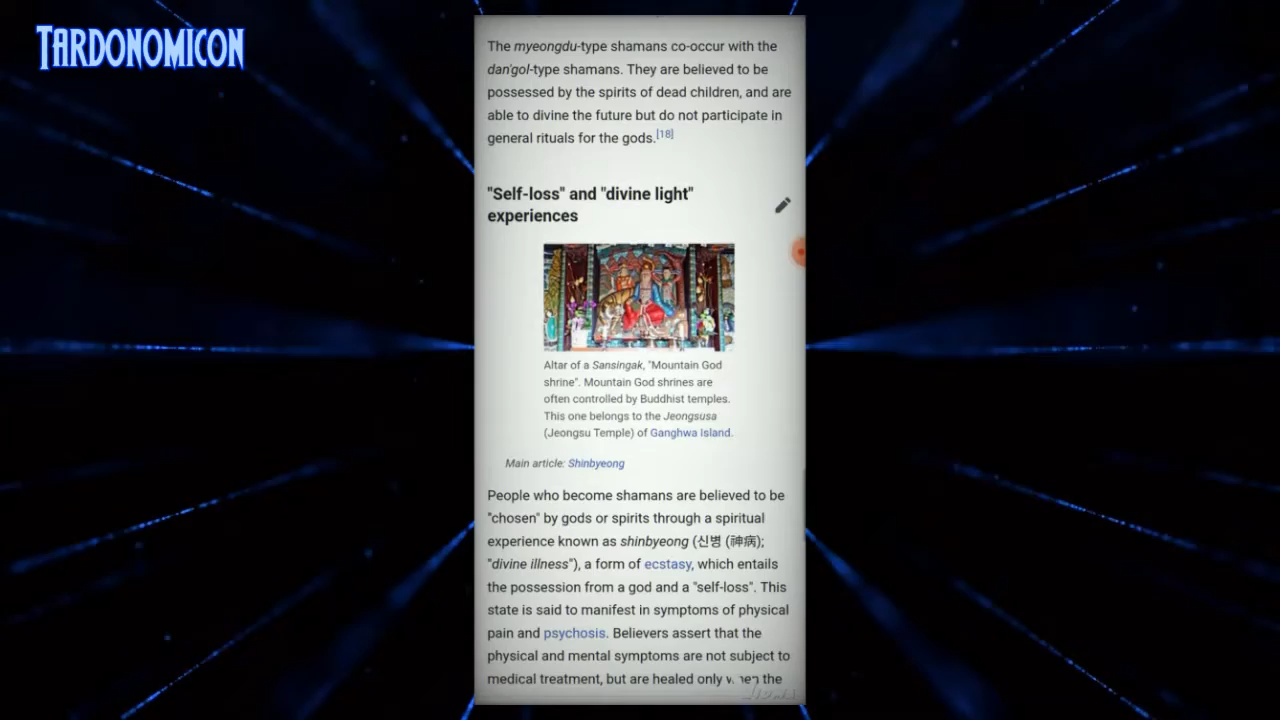 TARDONOMICON
The myeongdu-type shamans co-occur with the
dan'gol-type shamans. They are believed to be
possessed by the spirits of dead children, and are
able to divine the future but do not participate in
general rituals for the gods.[18]
"Self-loss" and "divine light"
experiences
Altar of a Sansingak, "Mountain God
shrine". Mountain God shrines are
often controlled by Buddhist temples.
This one belongs to the Jeongsusa
(Jeongsu Temple) of Ganghwa Island.
Main article: Shinbyeong
People who become shamans are believed to be
"chosen" by gods or spirits through a spiritual
experience known as shinbyeong (신병 (神病);
"divine illness"), a form of ecstasy, which entails
the possession from a god and a "self-loss". This
state is said to manifest in symptoms of physical
pain and psychosis. Believers assert that the
physical and mental symptoms are not subject to
medical treatment, but are healed only the